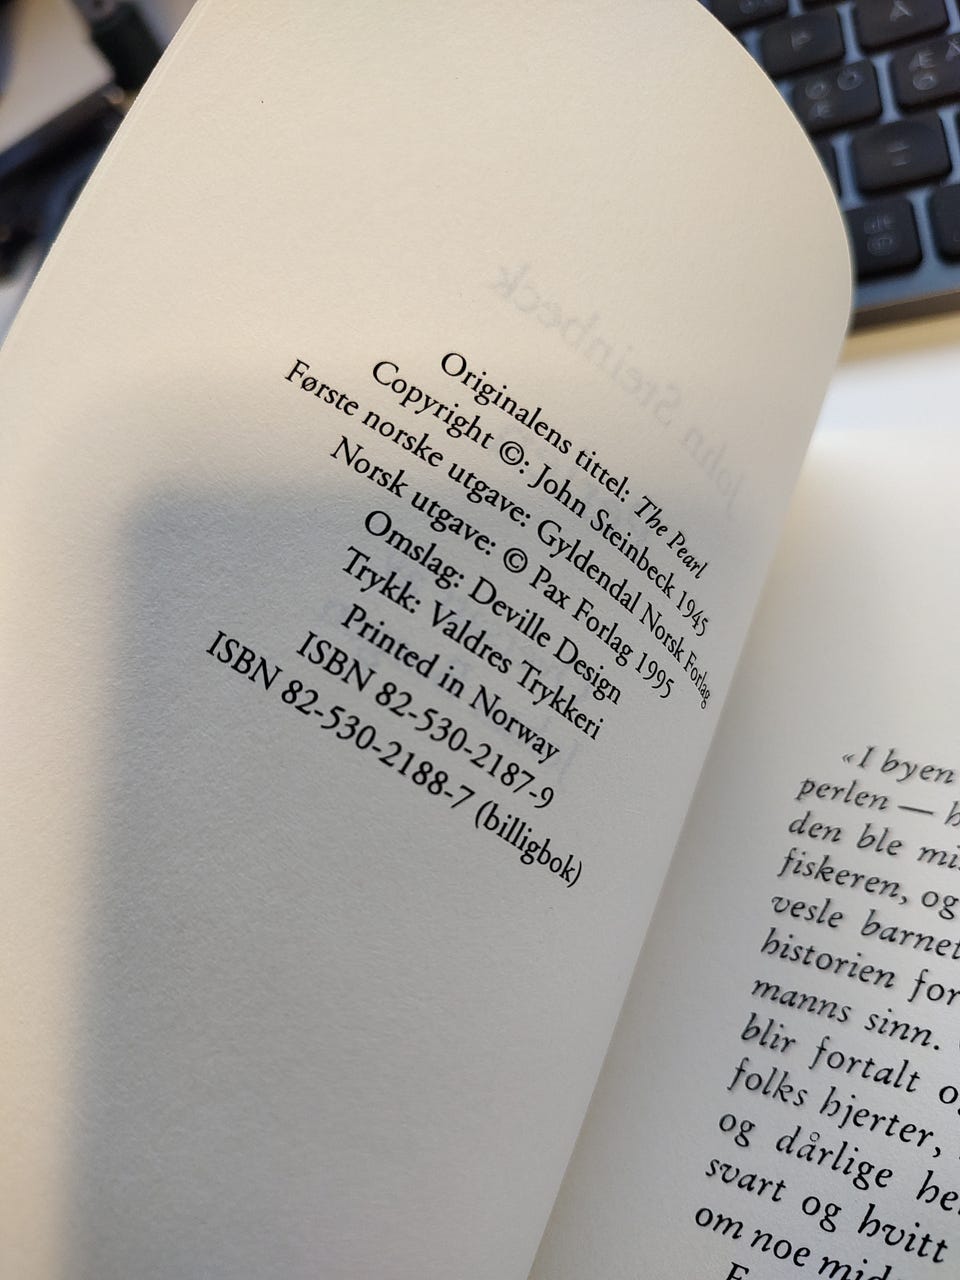 Originalens tittel: The Pearl
Copyright ©: John Steinbeck 1945
Første norske utgave: Gyldendal Norsk Forlag
Norsk utgave: © Pax Forlag 1995
Omslag: Deville Design
Trykk: Valdres Trykkeri
Printed in Norway
ISBN 82-530-2187-9
ISBN 82-530-2188-7 (billigbok)
«I byen
perlen —
den ble
fiskeren, og
vesle barnet
historien for
manns sinn.
blir fortalt
folks hjerter,
og dårlige
svart og hvitt
om noe
John Steinbeck